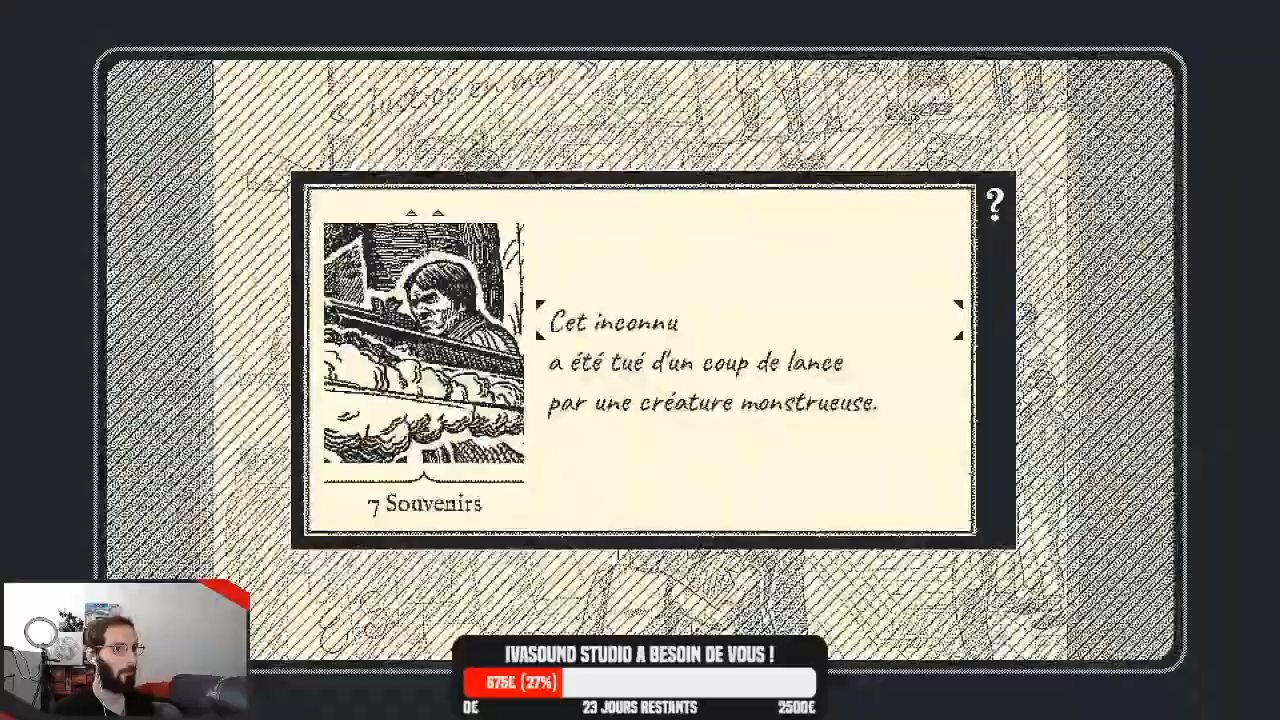 ?
Cet inconnu
a été tué d'un coup de lance
par une créature monstrueuse.
7 Souvenirs
IVASOUND STUDIO A BESOIN DE VOUS !
675€ (27%)
0€ 23 JOURS RESTANTS 2500€